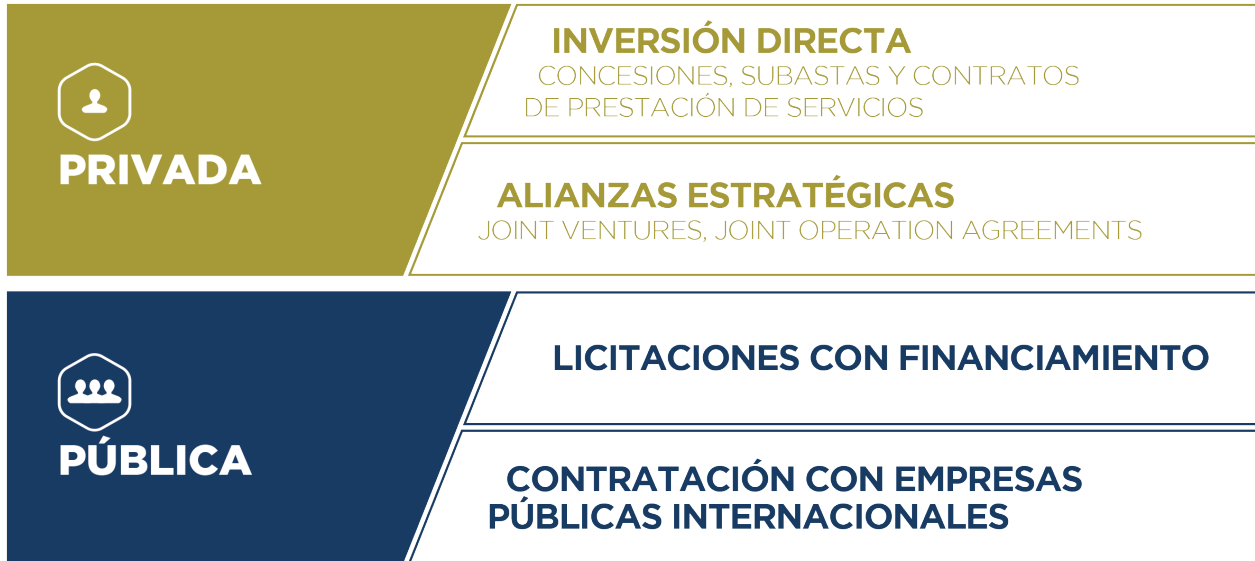 PRIVADA
INVERSIÓN DIRECTA
CONCESIONES, SUBASTAS Y CONTRATOS
DE PRESTACIÓN DE SERVICIOS
ALIANZAS ESTRATÉGICAS
JOINT VENTURES, JOINT OPERATION AGREEMENTS
PÚBLICA
LICITACIONES CON FINANCIAMIENTO
CONTRATACIÓN CON EMPRESAS
PÚBLICAS INTERNACIONALES